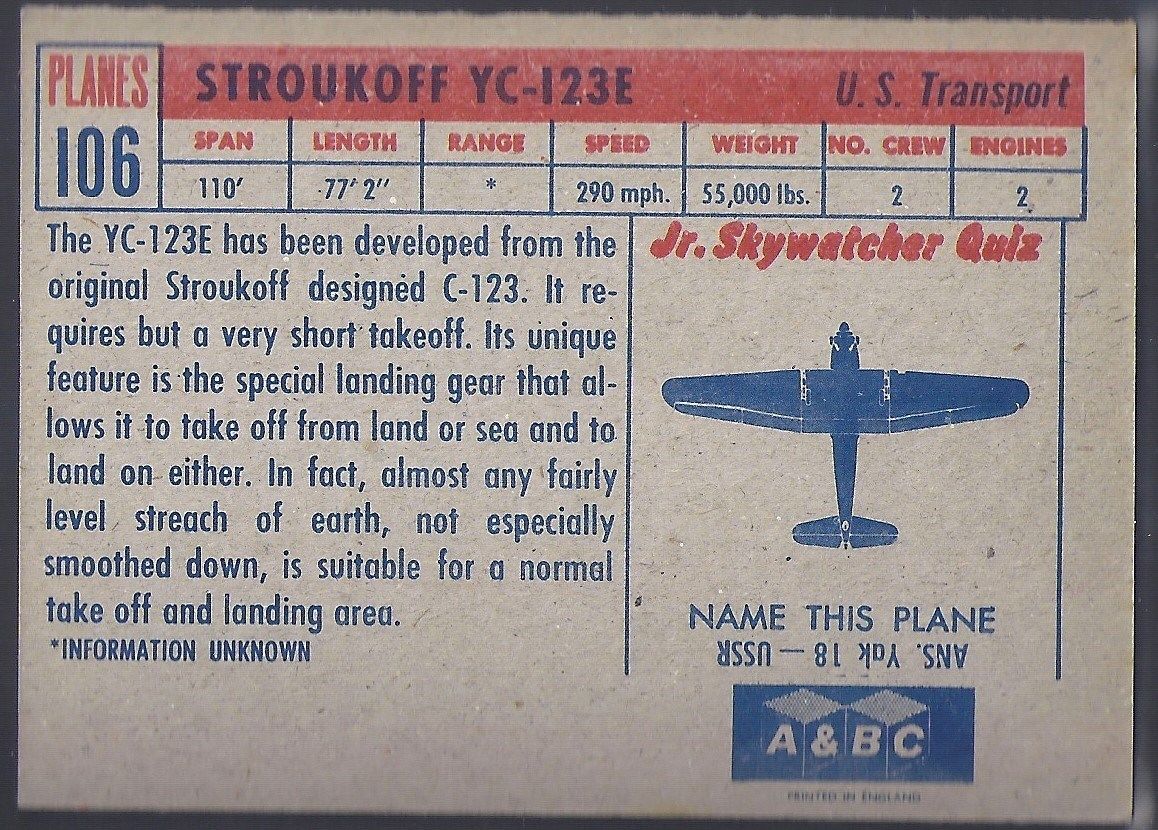 PLANES
106
STROUKOFF YC-123E
U. S. Transport
SPAN LENGTH RANGE SPEED WEIGHT NO. CREW ENGINES
110′ 77′ 2″ * 290 mph. 55,000 lbs. 2 2
The YC-123E has been developed from the
original Stroukoff designed C-123. It re-
quires but a very short takeoff. Its unique
feature is the special landing gear that al-
lows it to take off from land or sea and to
land on either. In fact, almost any fairly
level streach of earth, not especially
smoothed down, is suitable for a normal
take off and landing area.
*INFORMATION UNKNOWN
Jr. Skywatcher Quiz
NAME THIS PLANE
ANS. Yak 18 — USSR
A & B C
PRINTED IN ENGLAND